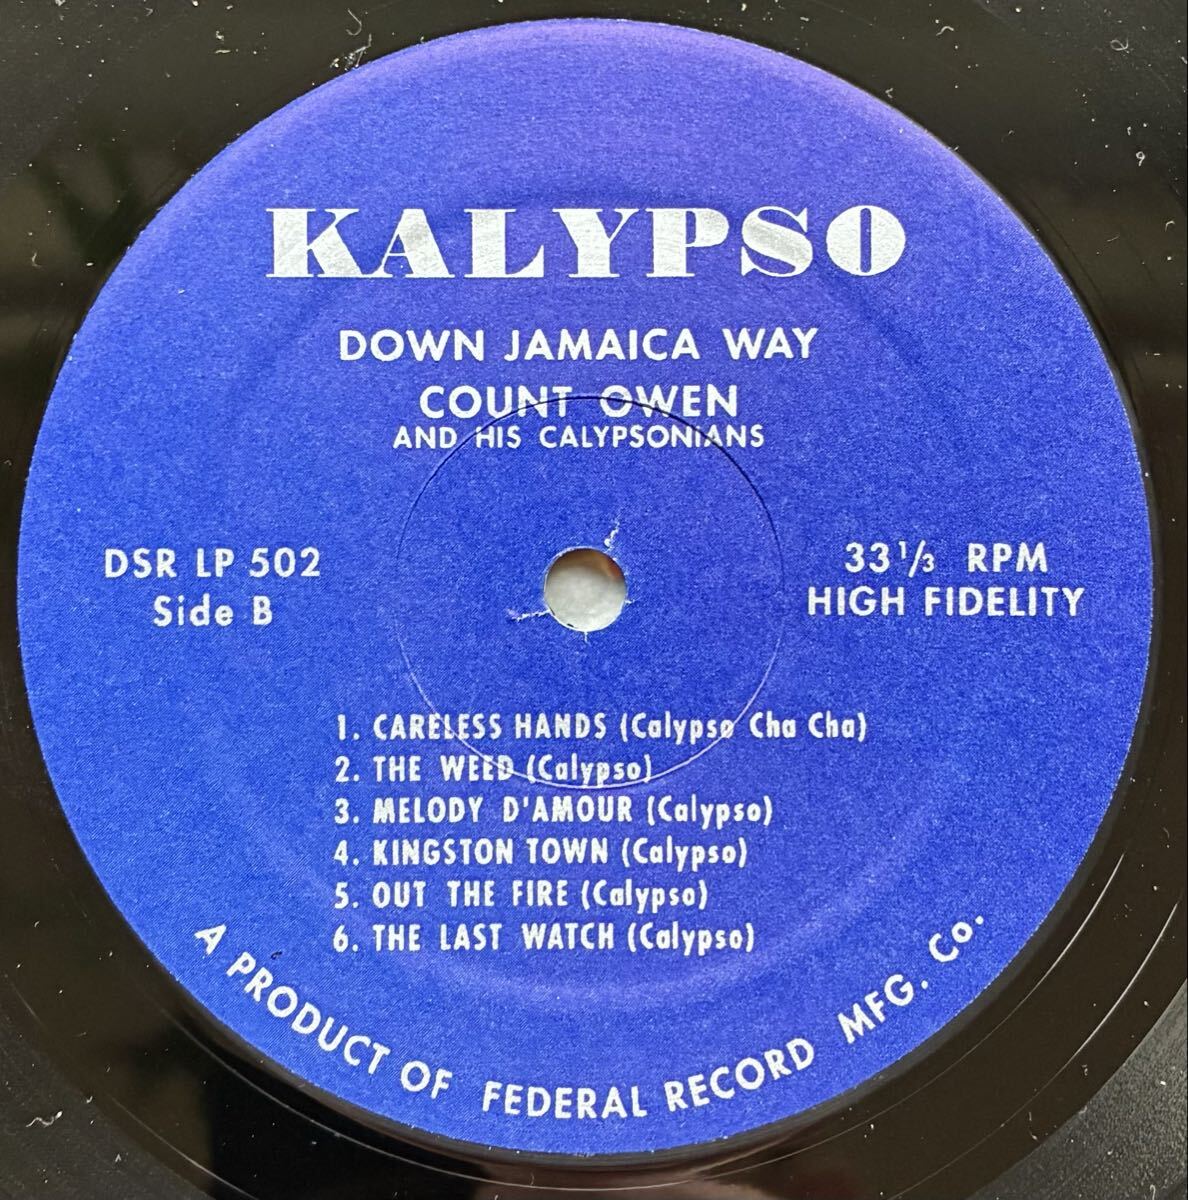 KALYPSO
DOWN JAMAICA WAY
COUNT OWEN
AND HIS CALYPSONIANS
DSR LP 502
Side B
33 1/3 RPM
HIGH FIDELITY
1. CARELESS HANDS (Calypso Cha Cha)
2. THE WEED (Calypso)
3. MELODY D'AMOUR (Calypso)
4. KINGSTON TOWN (Calypso)
5. OUT THE FIRE (Calypso)
6. THE LAST WATCH (Calypso)
A PRODUCT OF FEDERAL RECORD MFG. Co.